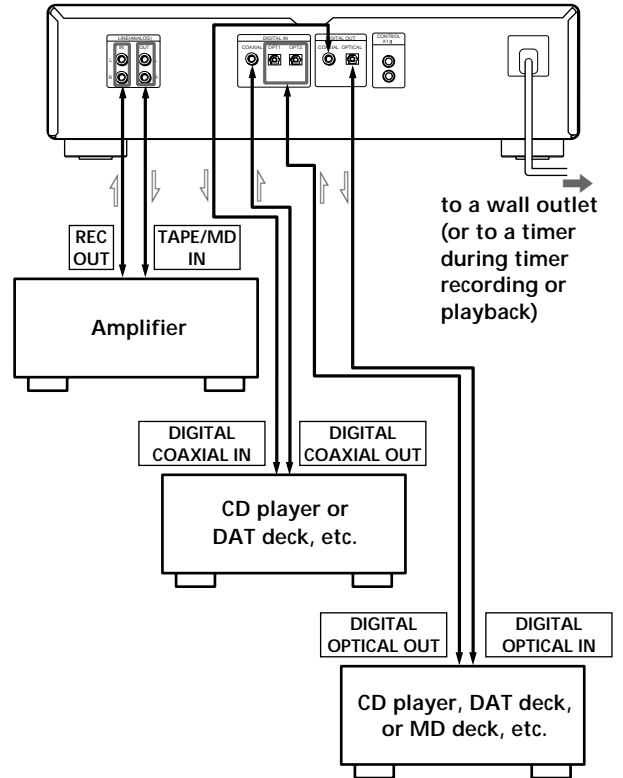 LINE(ANALOG)
IN OUT
L L
R R
DIGITAL IN
COAXIAL OPT1 OPT2
DIGITAL OUT
COAXIAL OPTICAL
CONTROL
A1
to a wall outlet
(or to a timer
during timer
recording or
playback)
REC
OUT
TAPE/MD
IN
Amplifier
DIGITAL
COAXIAL IN
DIGITAL
COAXIAL OUT
CD player or
DAT deck, etc.
DIGITAL
OPTICAL OUT
DIGITAL
OPTICAL IN
CD player, DAT deck,
or MD deck, etc.